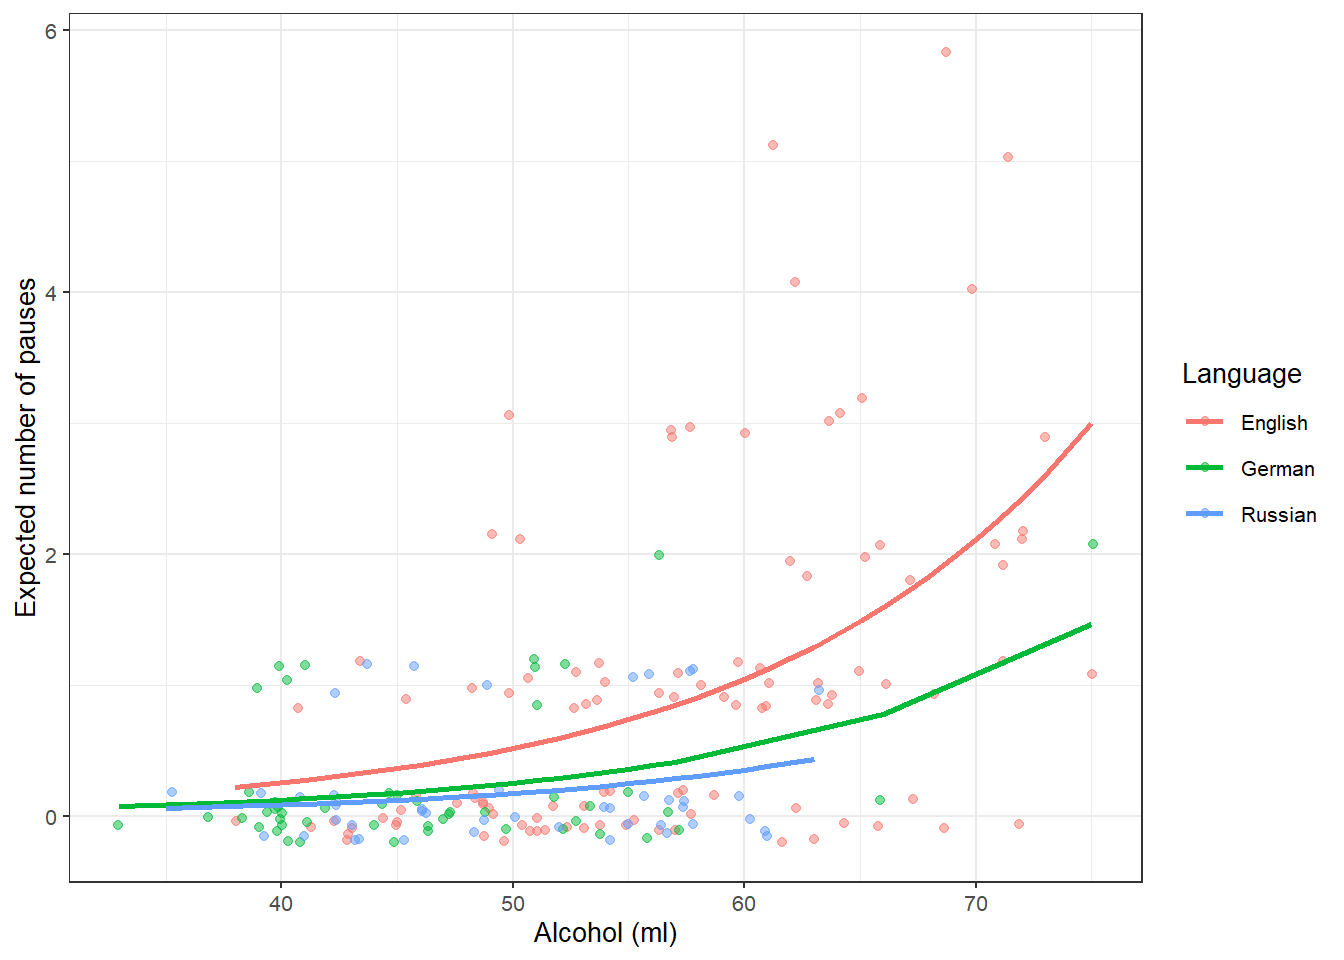 6
4
2
0
Expected number of pauses
40 50 60 70
Alcohol (ml)
Language
English
German
Russian